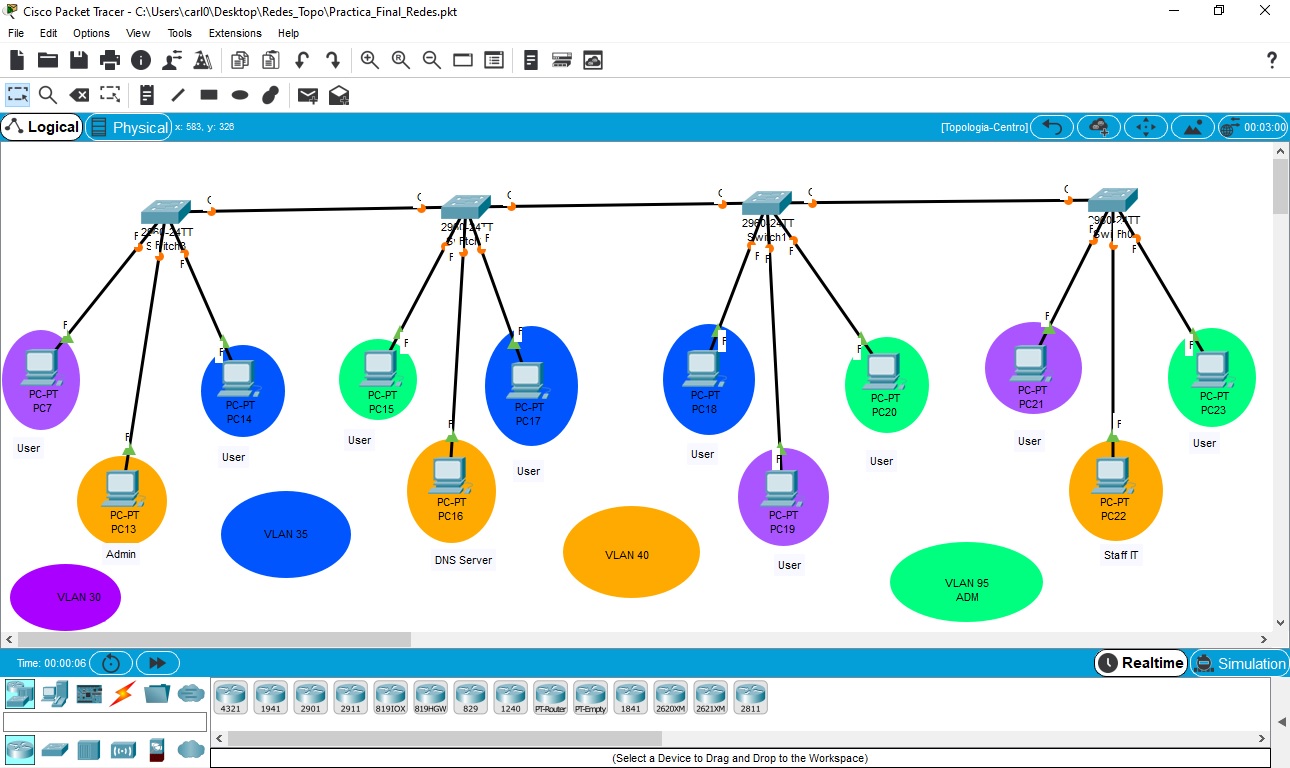 Cisco Packet Tracer - C:\Users\carl0\Desktop\Redes_Topo\Practica_Final_Redes.pkt
File Edit Options View Tools Extensions Help
?
Logical Physical x: 583, y: 326 [Topologia-Centro] 00:03:00
2960-24TT
2960-24TT
Switch1
2960-24TT
PC-PT
PC7
User
PC-PT
PC13
Admin
PC-PT
PC14
User
PC-PT
PC15
User
PC-PT
PC16
DNS Server
PC-PT
PC17
User
PC-PT
PC18
User
PC-PT
PC19
User
PC-PT
PC20
User
PC-PT
PC21
User
PC-PT
PC22
Staff IT
PC-PT
PC23
User
VLAN 30
VLAN 35
VLAN 40
VLAN 95
ADM
Time: 00:00:06
Realtime Simulation
4321 1941 2901 2911 819IOX 819HGW 829 1240 PT-Router PT-Empty 1841 2620XM 2621XM 2811
(Select a Device to Drag and Drop to the Workspace)